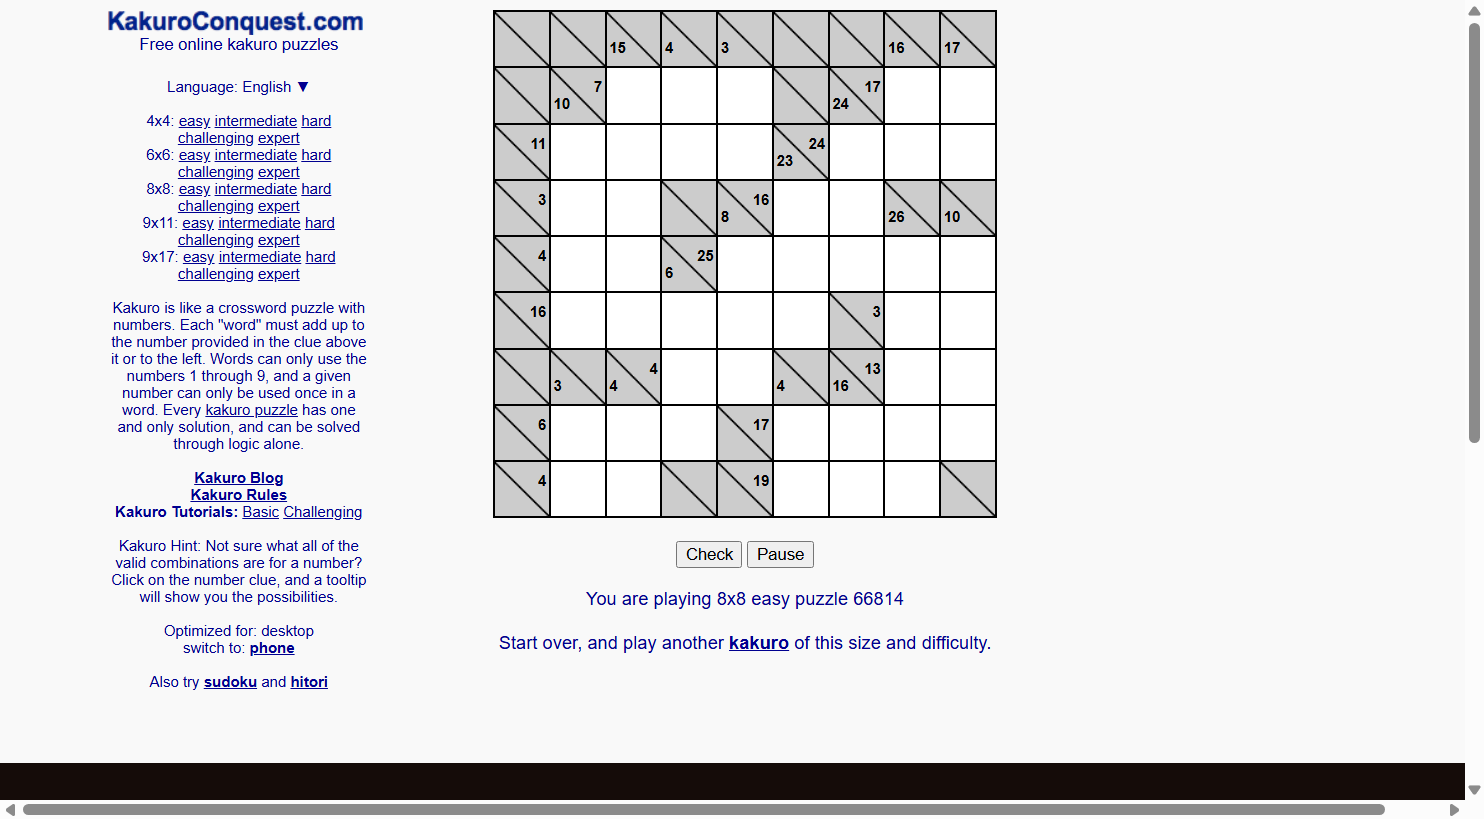 KakuroConquest.com
Free online kakuro puzzles
Language: English ▼
4x4: easy intermediate hard
challenging expert
6x6: easy intermediate hard
challenging expert
8x8: easy intermediate hard
challenging expert
9x11: easy intermediate hard
challenging expert
9x17: easy intermediate hard
challenging expert
Kakuro is like a crossword puzzle with
numbers. Each "word" must add up to
the number provided in the clue above
it or to the left. Words can only use the
numbers 1 through 9, and a given
number can only be used once in a
word. Every kakuro puzzle has one
and only solution, and can be solved
through logic alone.
Kakuro Blog
Kakuro Rules
Kakuro Tutorials: Basic Challenging
Kakuro Hint: Not sure what all of the
valid combinations are for a number?
Click on the number clue, and a tooltip
will show you the possibilities.
Optimized for: desktop
switch to: phone
Also try sudoku and hitori
15 4 3 16 17
7 17
10 24
11 24
23
3 16
8 26 10
4 25
6
16 3
4 13
3 4 4 16
6 17
4 19
Check Pause
You are playing 8x8 easy puzzle 66814
Start over, and play another kakuro of this size and difficulty.